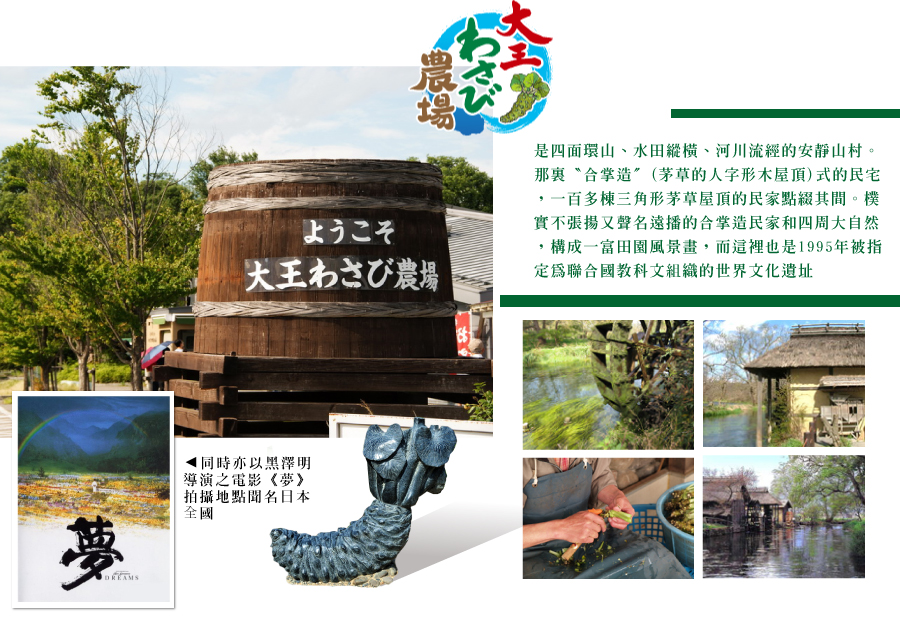 大王
わさび
農場
ようこそ
大王わさび農場
是四面環山、水田縱橫、河川流經的安靜山村。
那裏〝合掌造〞(茅草的人字形木屋頂)式的民宅
，一百多棟三角形茅草屋頂的民家點綴其間。樸
實不張揚又聲名遠播的合掌造民家和四周大自然
，構成一富田園風景畫，而這裡也是1995年被指
定爲聯合國教科文組織的世界文化遺址
◀同時亦以黑澤明
導演之電影《夢》
拍攝地點聞名日本
全國
夢
DREAMS